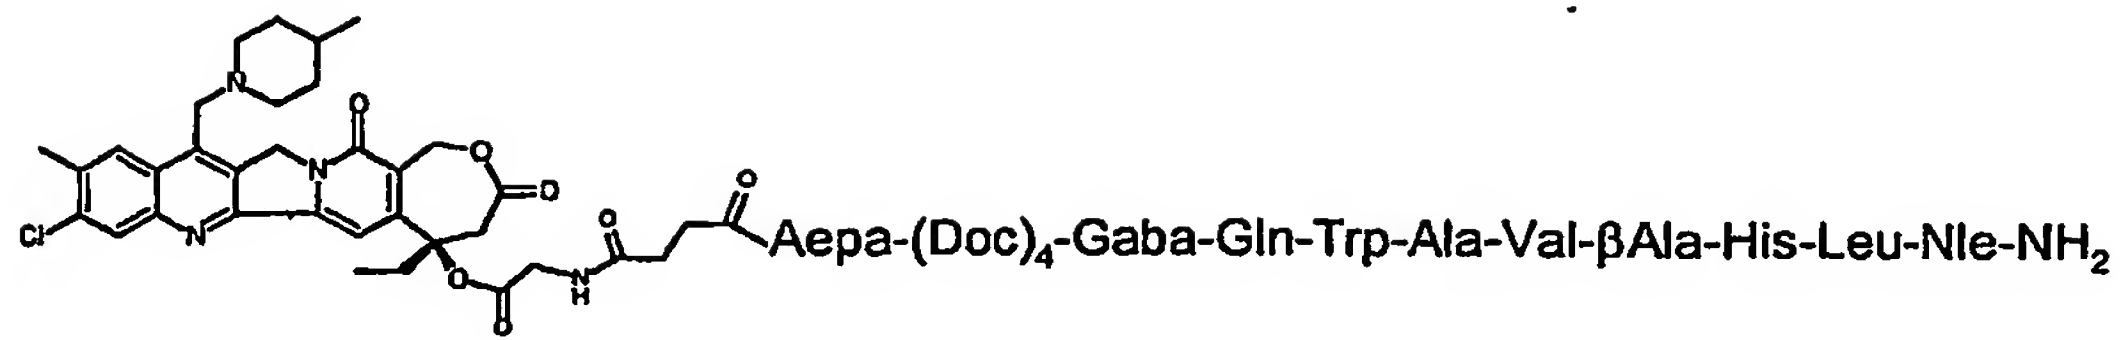 N
O
O
N
O
Cl
N
O
O
O
O
N
H
O
Aepa-(Doc)₄-Gaba-Gln-Trp-Ala-Val-βAla-His-Leu-Nle-NH₂